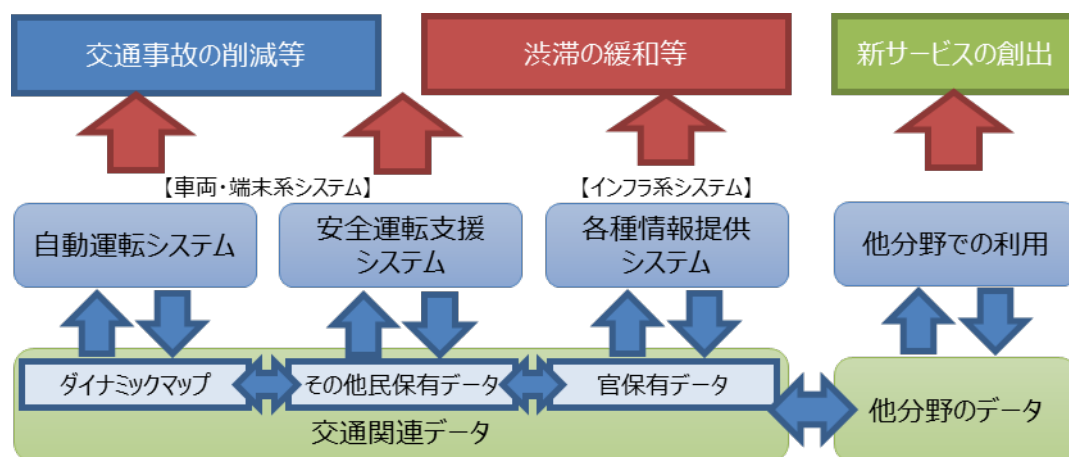 交通事故の削減等
渋滞の緩和等
新サービスの創出
【車両・端末系システム】
【インフラ系システム】
自動運転システム
安全運転支援
システム
各種情報提供
システム
他分野での利用
ダイナミックマップ
その他民保有データ
官保有データ
交通関連データ
他分野のデータ